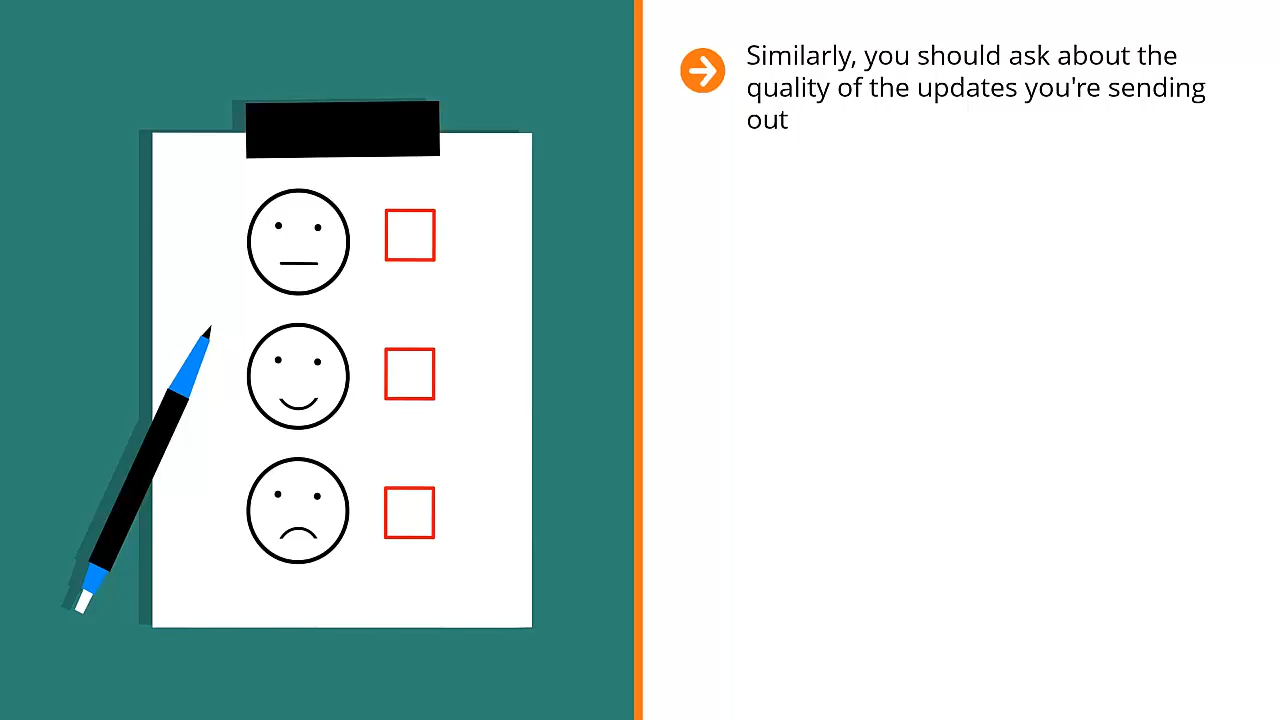 Similarly, you should ask about the
quality of the updates you're sending
out